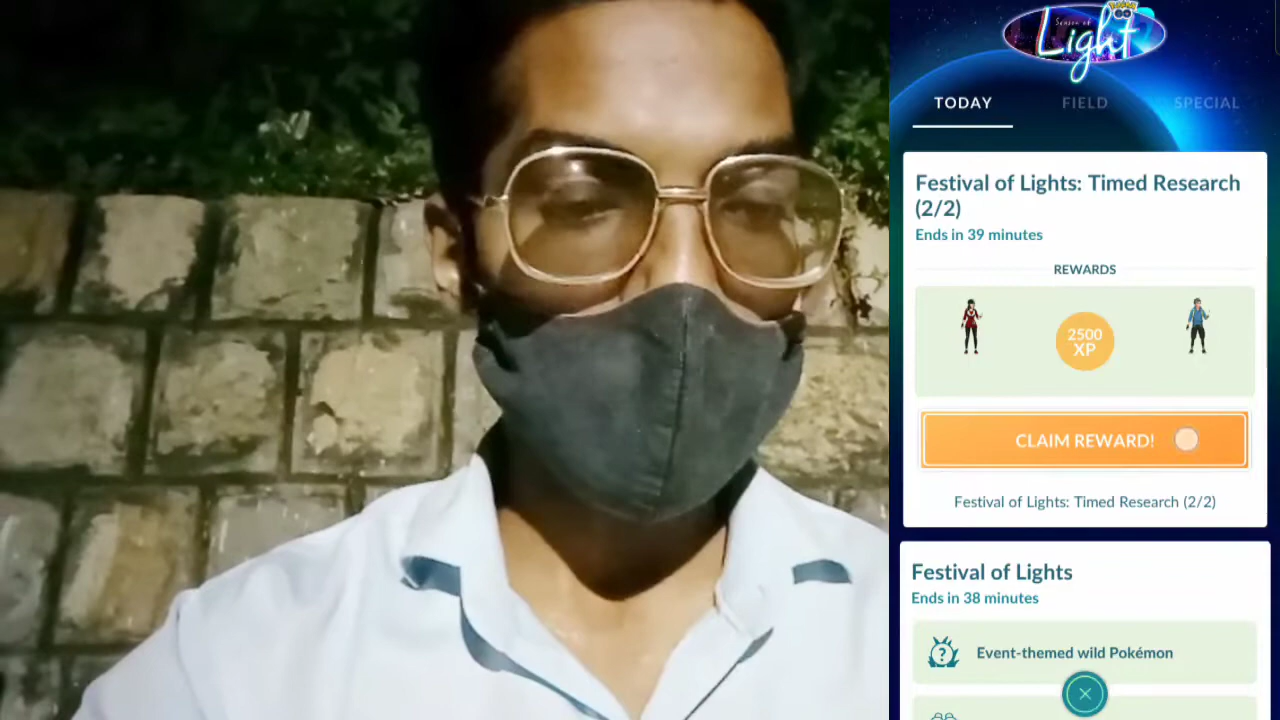 Pokémon GO
Season of
Light
TODAY
FIELD
SPECIAL
Festival of Lights: Timed Research
(2/2)
Ends in 39 minutes
REWARDS
2500
XP
CLAIM REWARD!
Festival of Lights: Timed Research (2/2)
Festival of Lights
Ends in 38 minutes
?
Event-themed wild Pokémon